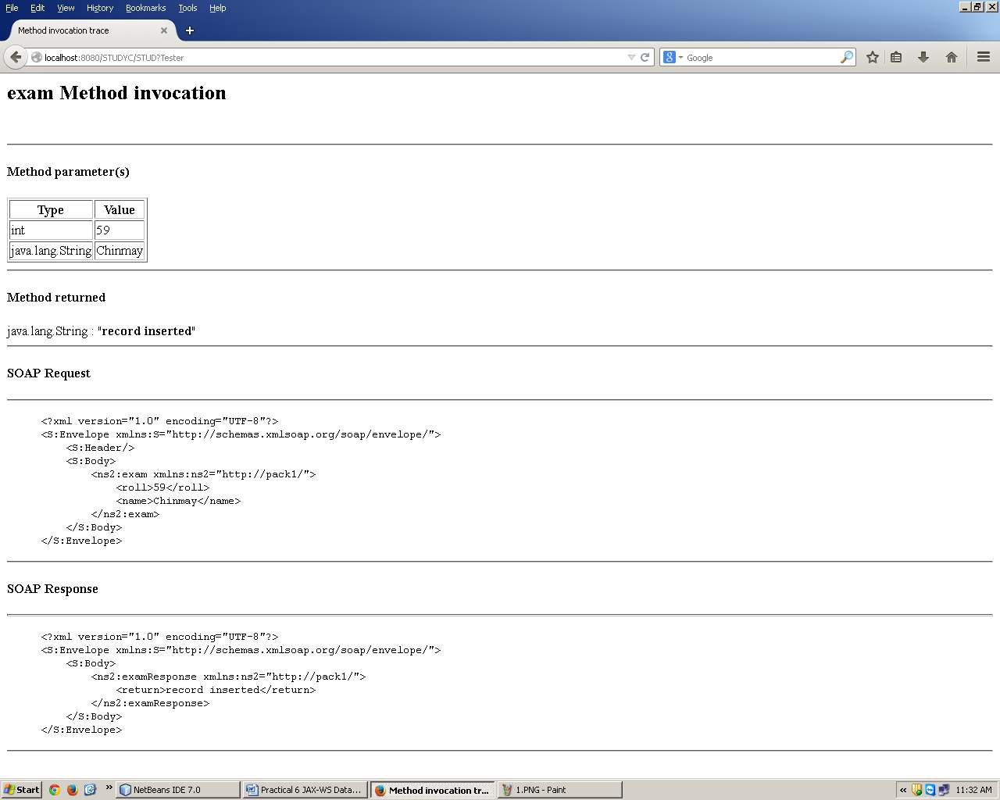 File Edit View History Bookmarks Tools Help
Method invocation trace
localhost:8080/STUDYC/STUD?Tester
Google
exam Method invocation
Method parameter(s)
Type Value
int 59
java.lang.String Chinmay
Method returned
java.lang.String : "record inserted"
SOAP Request
<?xml version="1.0" encoding="UTF-8"?>
<S:Envelope xmlns:S="http://schemas.xmlsoap.org/soap/envelope/">
<S:Header/>
<S:Body>
<ns2:exam xmlns:ns2="http://pack1/">
<roll>59</roll>
<name>Chinmay</name>
</ns2:exam>
</S:Body>
</S:Envelope>
SOAP Response
<?xml version="1.0" encoding="UTF-8"?>
<S:Envelope xmlns:S="http://schemas.xmlsoap.org/soap/envelope/">
<S:Body>
<ns2:examResponse xmlns:ns2="http://pack1/">
<return>record inserted</return>
</ns2:examResponse>
</S:Body>
</S:Envelope>
Start » NetBeans IDE 7.0 Practical 6 JAX-WS Data... Method invocation tr... 1.PNG - Paint « 11:32 AM